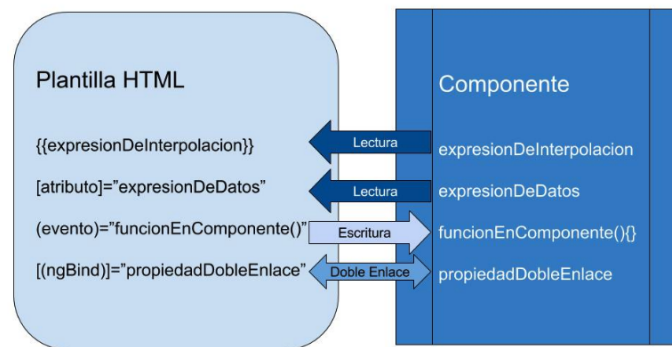 Plantilla HTML
Componente
{{expresionDeInterpolacion}}
Lectura
expresionDeInterpolacion
[atributo]=”expresionDeDatos”
Lectura
expresionDeDatos
(evento)=”funcionEnComponente()”
Escritura
funcionEnComponente(){}
[(ngBind)]=”propiedadDobleEnlace”
Doble Enlace
propiedadDobleEnlace